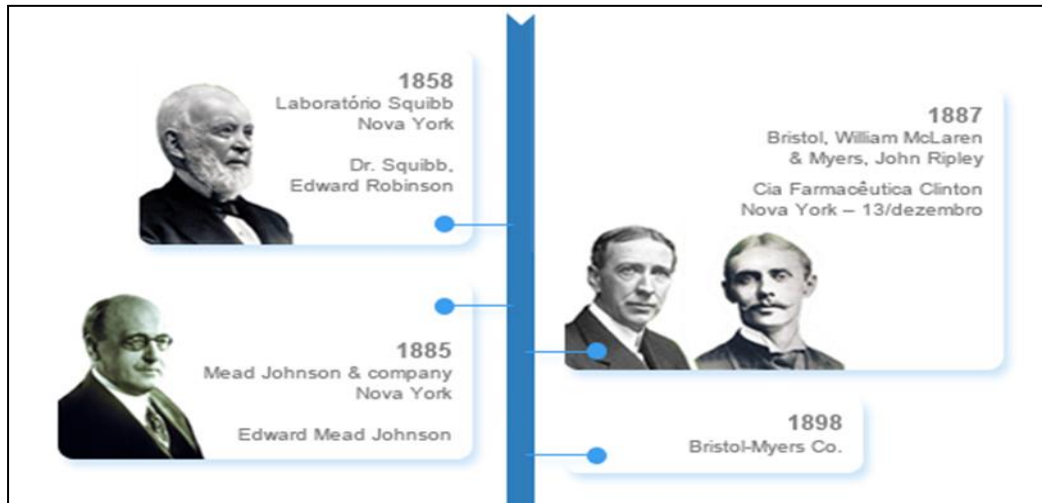 1858
Laboratório Squibb
Nova York
Dr. Squibb,
Edward Robinson
1885
Mead Johnson & company
Nova York
Edward Mead Johnson
1887
Bristol, William McLaren
& Myers, John Ripley
Cia Farmacêutica Clinton
Nova York – 13/dezembro
1898
Bristol-Myers Co.